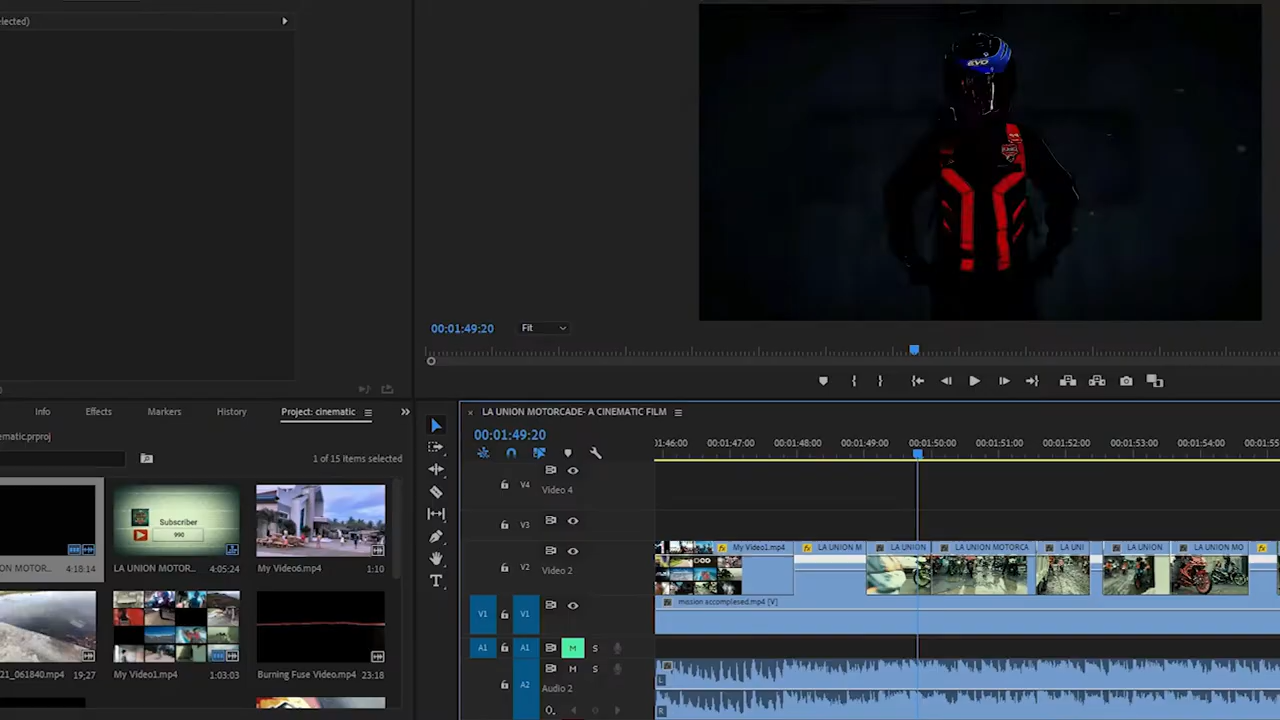 elected)
EVO
00:01:49:20
Fit
Info Effects Markers History Project: cinematic
ematic.prproj
1 of 15 items selected
Subscriber
990
ON MOTOR... 4:18:14
LA UNION MOTOR... 4:05:24
My Video6.mp4 1:10
21_061840.mp4 19;27
My Video1.mp4 1:03:03
Burning Fuse Video.mp4 23:18
LA UNION MOTORCADE- A CINEMATIC FILM
00:01:49:20
01:46:00 00:01:47:00 00:01:48:00 00:01:49:00 00:01:50:00 00:01:51:00 00:01:52:00 00:01:53:00 00:01:54:00 00:01:55
V4 Video 4
V3
V2 Video 2
fx My Video1.mp4 fx LA UNION M LA UNION LA UNION MOTORCA LA UNI LA UNION LA UNION MO
V1 V1
mission accomplesed.mp4 [V]
A1 A1 M S
A2 M S
Audio 2
L
R